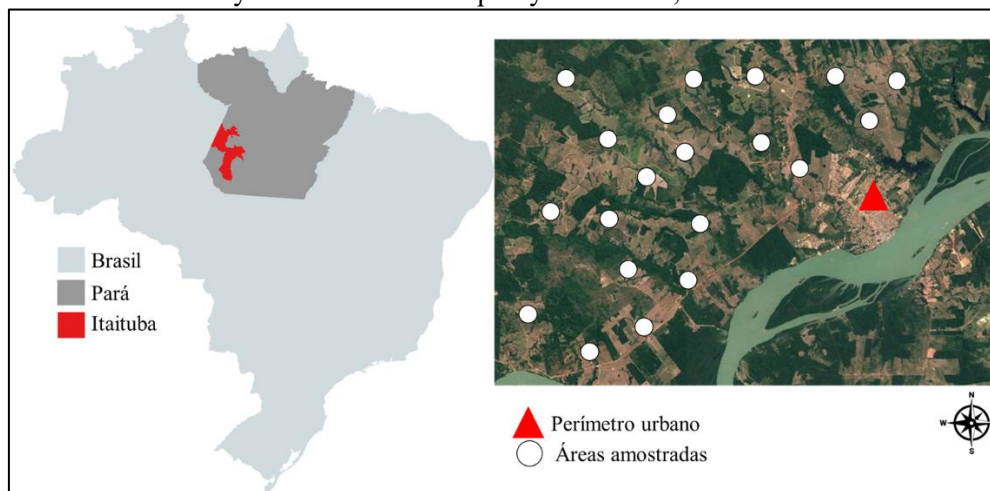 Brasil
Pará
Itaituba
Perímetro urbano
Áreas amostradas
N
W
E
S